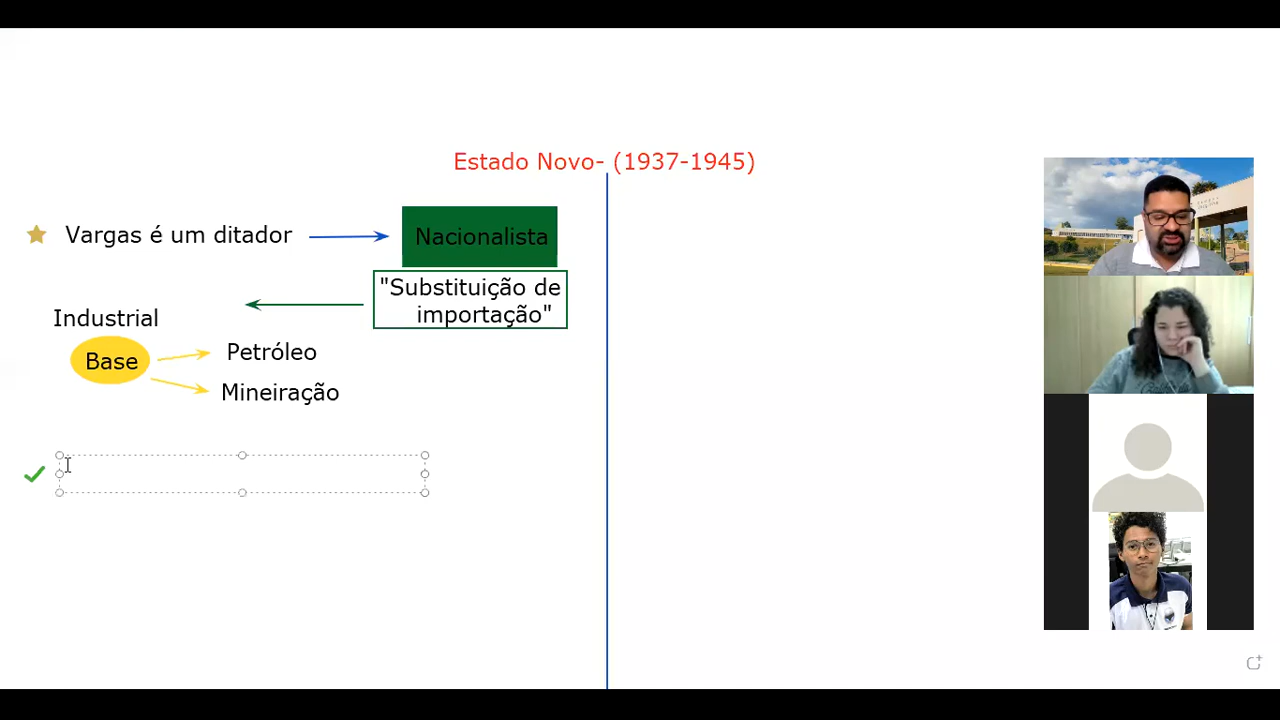 Estado Novo- (1937-1945)
Vargas é um ditador
Nacionalista
"Substituição de
importação"
Industrial
Base
Petróleo
Mineiração